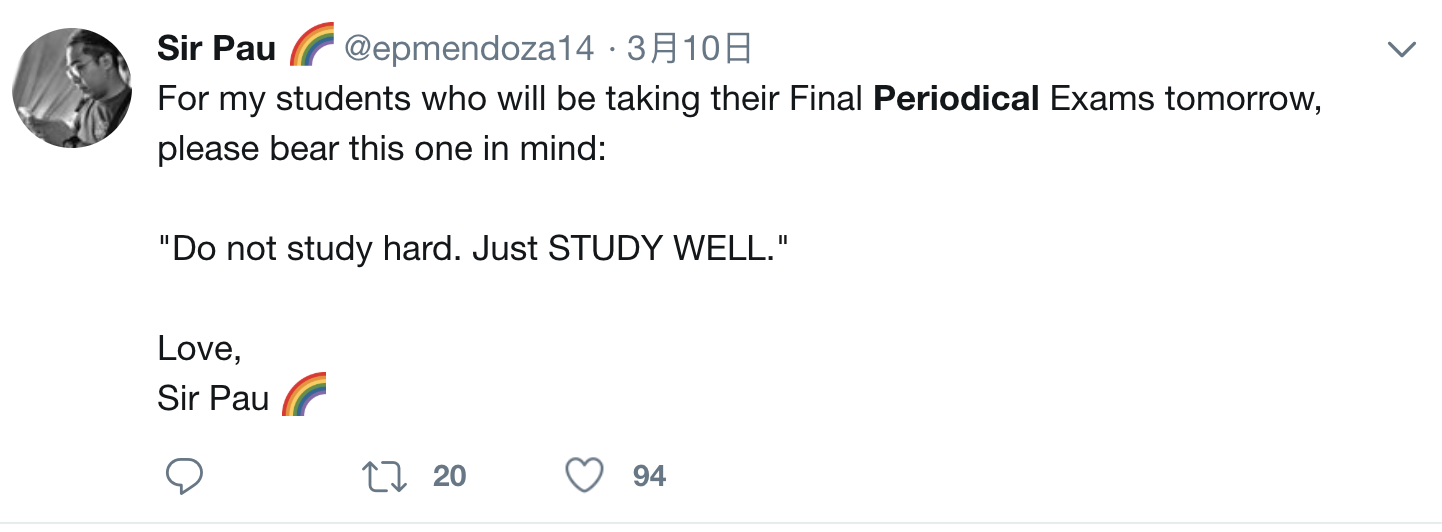 Sir Pau 🌈 @epmendoza14 · 3月10日
For my students who will be taking their Final Periodical Exams tomorrow,
please bear this one in mind:
"Do not study hard. Just STUDY WELL."
Love,
Sir Pau 🌈
20 94